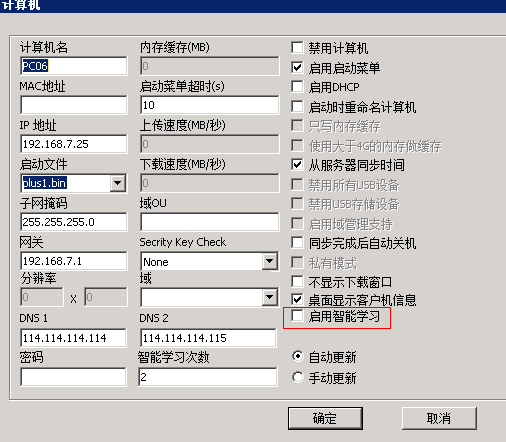 计算机
计算机名
PC06
MAC地址
IP 地址
192.168.7.25
启动文件
plus1.bin
子网掩码
255.255.255.0
网关
192.168.7.1
分辨率
0 x 0
DNS 1
114.114.114.114
密码
内存缓存(MB)
0
启动菜单超时(s)
10
上传速度(MB/秒)
0
下载速度(MB/秒)
0
域OU
Secrity Key Check
None
域
DNS 2
114.114.114.115
智能学习次数
2
禁用计算机
启用启动菜单
启用DHCP
启动时重命名计算机
只写内存缓存
使用大于4G的内存做缓存
从服务器同步时间
禁用所有USB设备
禁用USB存储设备
启用域管理支持
同步完成后自动关机
私有模式
不显示下载窗口
桌面显示客户机信息
启用智能学习
自动更新
手动更新
确定
取消